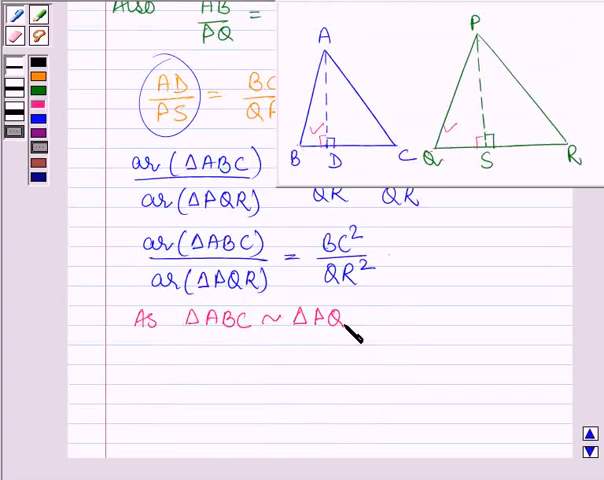 Also AB/PQ =
AD/PS = BC/QR
ar(ΔABC)/ar(ΔPQR) QR QR
ar(ΔABC)/ar(ΔPQR) = BC²/QR²
As ΔABC ~ ΔPQ
A
B D C
P
Q S R